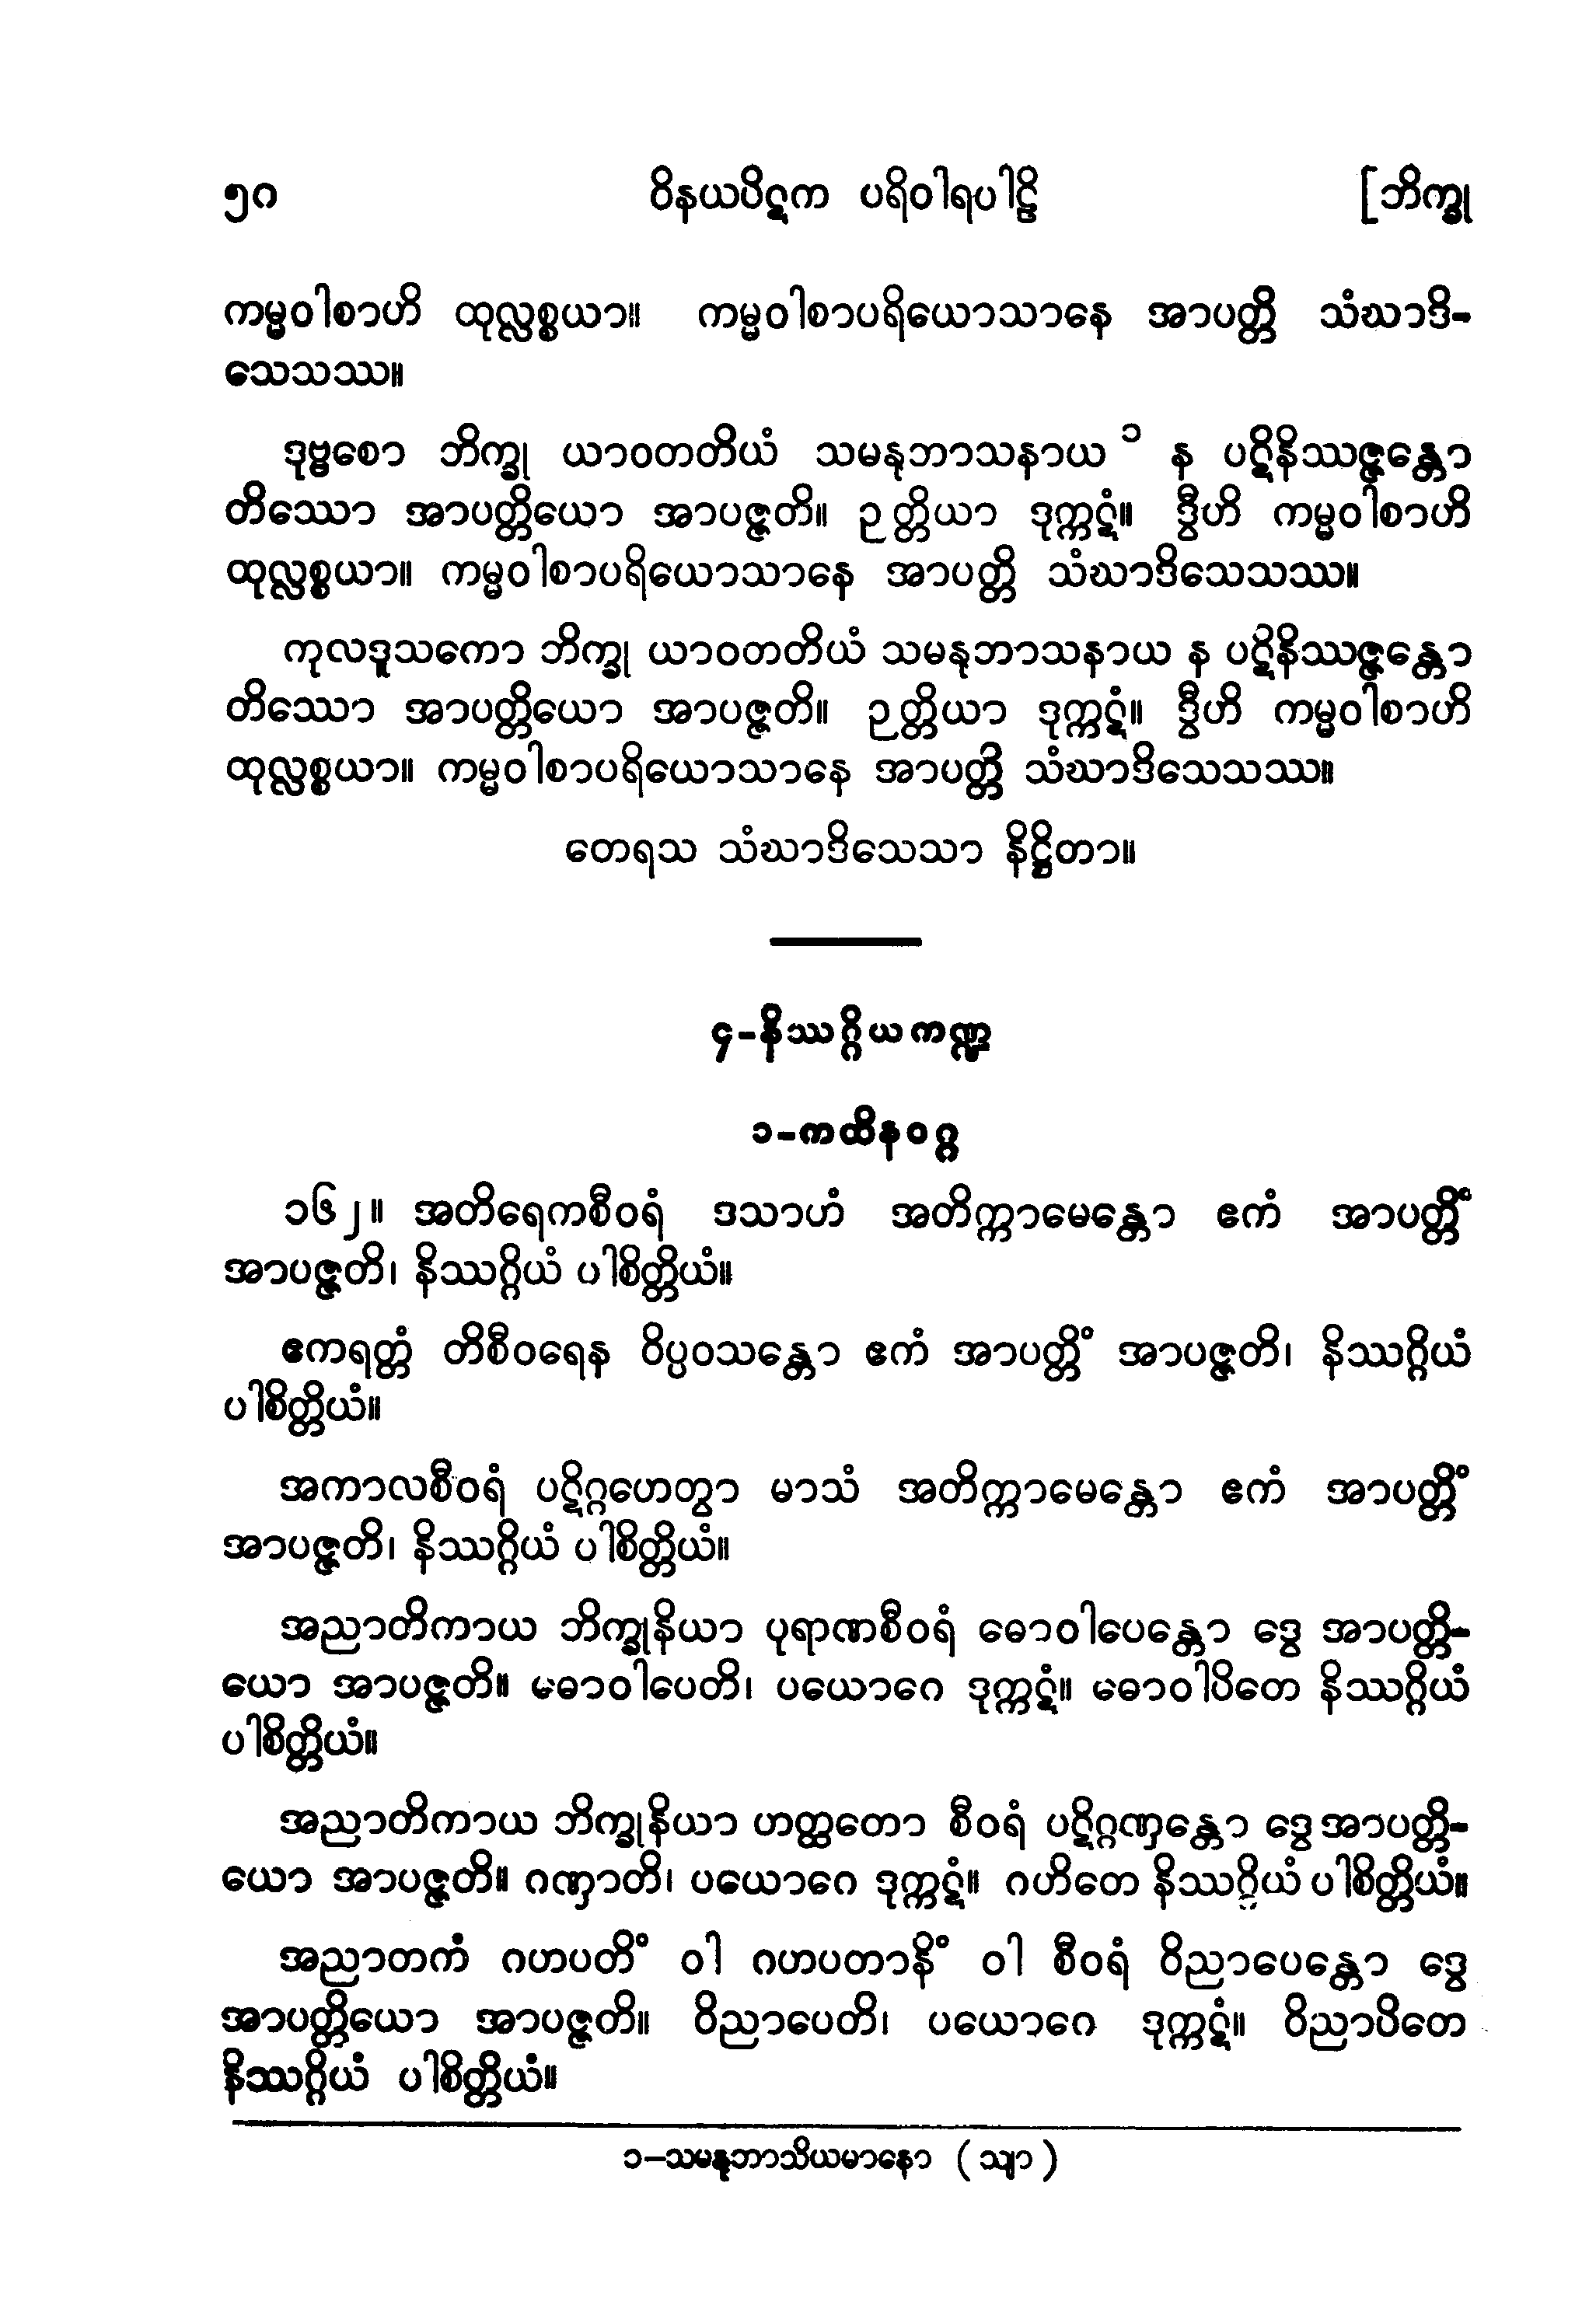 ၅၀ ဝိနယပိဋက ပရိဝါရပါဠိ [ဘိက္ခု
ကမ္မဝါစာဟိ ထုလ္လစ္စယာ။ ကမ္မဝါစာပရိယောသာနေ အာပတ္တိ သံဃာဒိ-
သေသဿ။
ဒုဗ္ဗစော ဘိက္ခု ယာဝတတိယံ သမနုဘာသနာယ ၁ န ပဋိနိဿဇ္ဇန္တော
တိဿော အာပတ္တိယော အာပဇ္ဇတိ။ ဉတ္တိယာ ဒုက္ကဋံ။ ဒွီဟိ ကမ္မဝါစာဟိ
ထုလ္လစ္စယာ။ ကမ္မဝါစာပရိယောသာနေ အာပတ္တိ သံဃာဒိသေသဿ။
ကုလဒူသကော ဘိက္ခု ယာဝတတိယံ သမနုဘာသနာယ န ပဋိနိဿဇ္ဇန္တော
တိဿော အာပတ္တိယော အာပဇ္ဇတိ။ ဉတ္တိယာ ဒုက္ကဋံ။ ဒွီဟိ ကမ္မဝါစာဟိ
ထုလ္လစ္စယာ။ ကမ္မဝါစာပရိယောသာနေ အာပတ္တိ သံဃာဒိသေသဿ။
တေရသ သံဃာဒိသေသာ နိဋ္ဌိတာ။
၄-နိဿဂ္ဂိယကဏ္ဍ
၁-ကထိနဝဂ္ဂ
၁၆၂။ အတိရေကစီဝရံ ဒသာဟံ အတိက္ကာမေန္တော ဧကံ အာပတ္တိံ
အာပဇ္ဇတိ၊ နိဿဂ္ဂိယံ ပါစိတ္တိယံ။
ဧကရတ္တံ တိစီဝရေန ဝိပ္ပဝသန္တော ဧကံ အာပတ္တိံ အာပဇ္ဇတိ၊ နိဿဂ္ဂိယံ
ပါစိတ္တိယံ။
အကာလစီဝရံ ပဋိဂ္ဂဟေတွာ မာသံ အတိက္ကာမေန္တော ဧကံ အာပတ္တိံ
အာပဇ္ဇတိ၊ နိဿဂ္ဂိယံ ပါစိတ္တိယံ။
အညာတိကာယ ဘိက္ခုနိယာ ပုရာဏစီဝရံ ဓောဝါပေန္တော ဒွေ အာပတ္တိ-
ယော အာပဇ္ဇတိ။ ဓောဝါပေတိ၊ ပယောဂေ ဒုက္ကဋံ။ ဓောဝါပိတေ နိဿဂ္ဂိယံ
ပါစိတ္တိယံ။
အညာတိကာယ ဘိက္ခုနိယာ ဟတ္ထတော စီဝရံ ပဋိဂ္ဂဏှန္တော ဒွေ အာပတ္တိ-
ယော အာပဇ္ဇတိ။ ဂဏှာတိ၊ ပယောဂေ ဒုက္ကဋံ။ ဂဟိတေ နိဿဂ္ဂိယံ ပါစိတ္တိယံ။
အညာတကံ ဂဟပတိံ ဝါ ဂဟပတာနိံ ဝါ စီဝရံ ဝိညာပေန္တော ဒွေ
အာပတ္တိယော အာပဇ္ဇတိ။ ဝိညာပေတိ၊ ပယောဂေ ဒုက္ကဋံ။ ဝိညာပိတေ
နိဿဂ္ဂိယံ ပါစိတ္တိယံ။
၁-သမနုဘာသိယမာနော (သျာ)